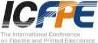 ICFPE
The International Conference
on Flexible and Printed Electronics